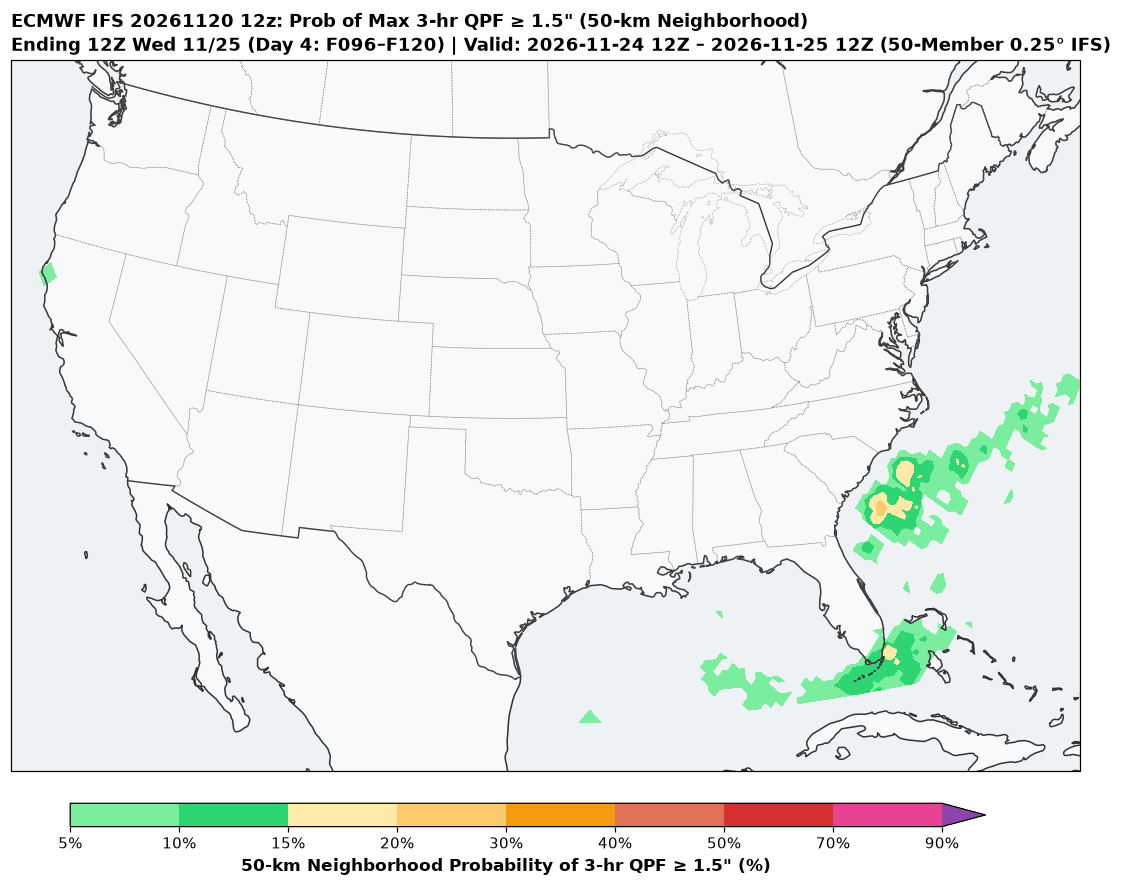 ECMWF IFS 20261120 12z: Prob of Max 3-hr QPF ≥ 1.5" (50-km Neighborhood)
Ending 12Z Wed 11/25 (Day 4: F096–F120) | Valid: 2026-11-24 12Z – 2026-11-25 12Z (50-Member 0.25° IFS)
5% 10% 15% 20% 30% 40% 50% 70% 90%
50-km Neighborhood Probability of 3-hr QPF ≥ 1.5" (%)